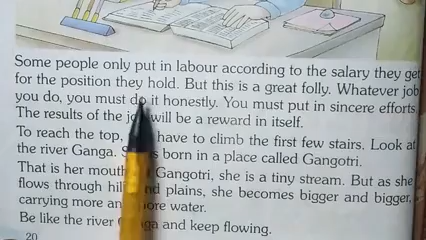 Some people only put in labour according to the salary they get
for the position they hold. But this is a great folly. Whatever job
you do, you must do it honestly. You must put in sincere efforts.
The results of the will be a reward in itself.
To reach the top, have to climb the first few stairs. Look at
the river Ganga. is born in a place called Gangotri.
That is her Gangotri, she is a tiny stream. But as she
flows through and plains, she becomes bigger and bigger,
carrying more water.
Be like the river and keep flowing.
20